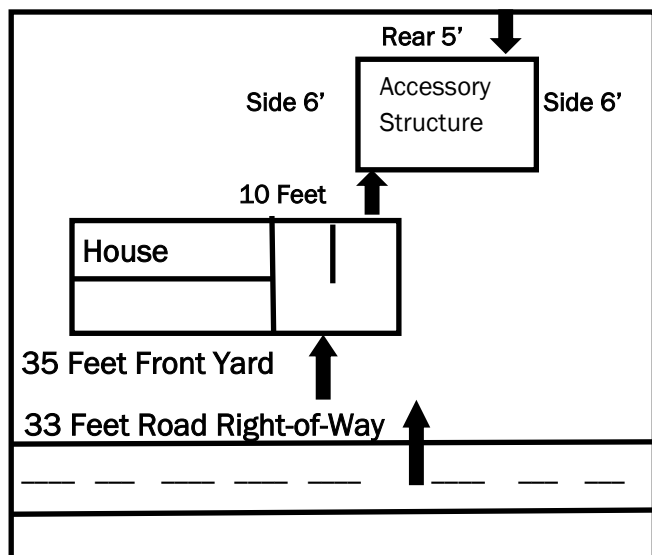 Rear 5’
Accessory
Structure
Side 6’
Side 6’
10 Feet
House
35 Feet Front Yard
33 Feet Road Right-of-Way